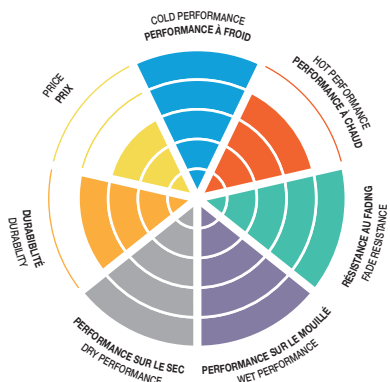 COLD PERFORMANCE
PERFORMANCE À FROID
HOT PERFORMANCE
PERFORMANCE À CHAUD
RÉSISTANCE AU FADING
FADE RESISTANCE
PERFORMANCE SUR LE MOUILLÉ
WET PERFORMANCE
PERFORMANCE SUR LE SEC
DRY PERFORMANCE
DURABIBLITÉ
DURABILITY
PRICE
PRIX